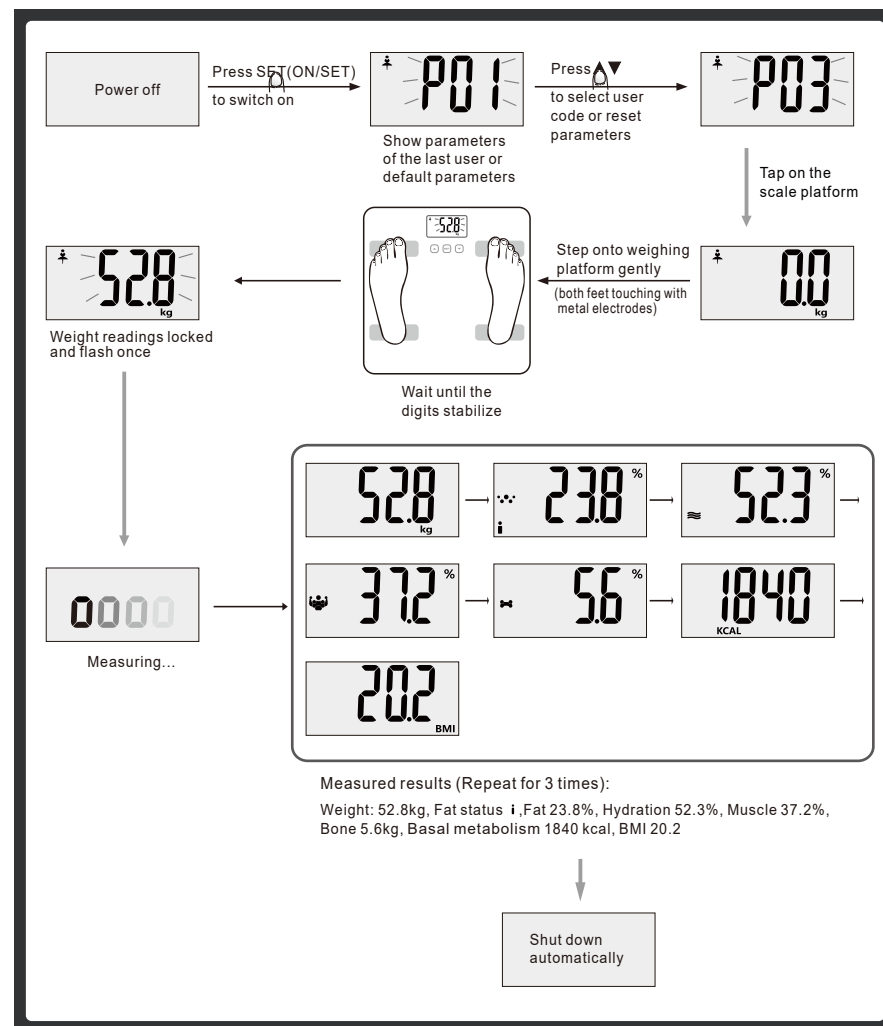 Power off
Press SET(ON/SET)
to switch on
P01
Show parameters
of the last user or
default parameters
Press ▲▼
to select user
code or reset
parameters
P03
Tap on the
scale platform
0.0
kg
Step onto weighing
platform gently
(both feet touching with
metal electrodes)
52.8
Wait until the
digits stabilize
52.8
kg
Weight readings locked
and flash once
o000
Measuring...
52.8
kg
23.8 %
52.3 %
37.2 %
5.6 %
1840
KCAL
20.2
BMI
Measured results (Repeat for 3 times):
Weight: 52.8kg, Fat status i ,Fat 23.8%, Hydration 52.3%, Muscle 37.2%,
Bone 5.6kg, Basal metabolism 1840 kcal, BMI 20.2
Shut down
automatically